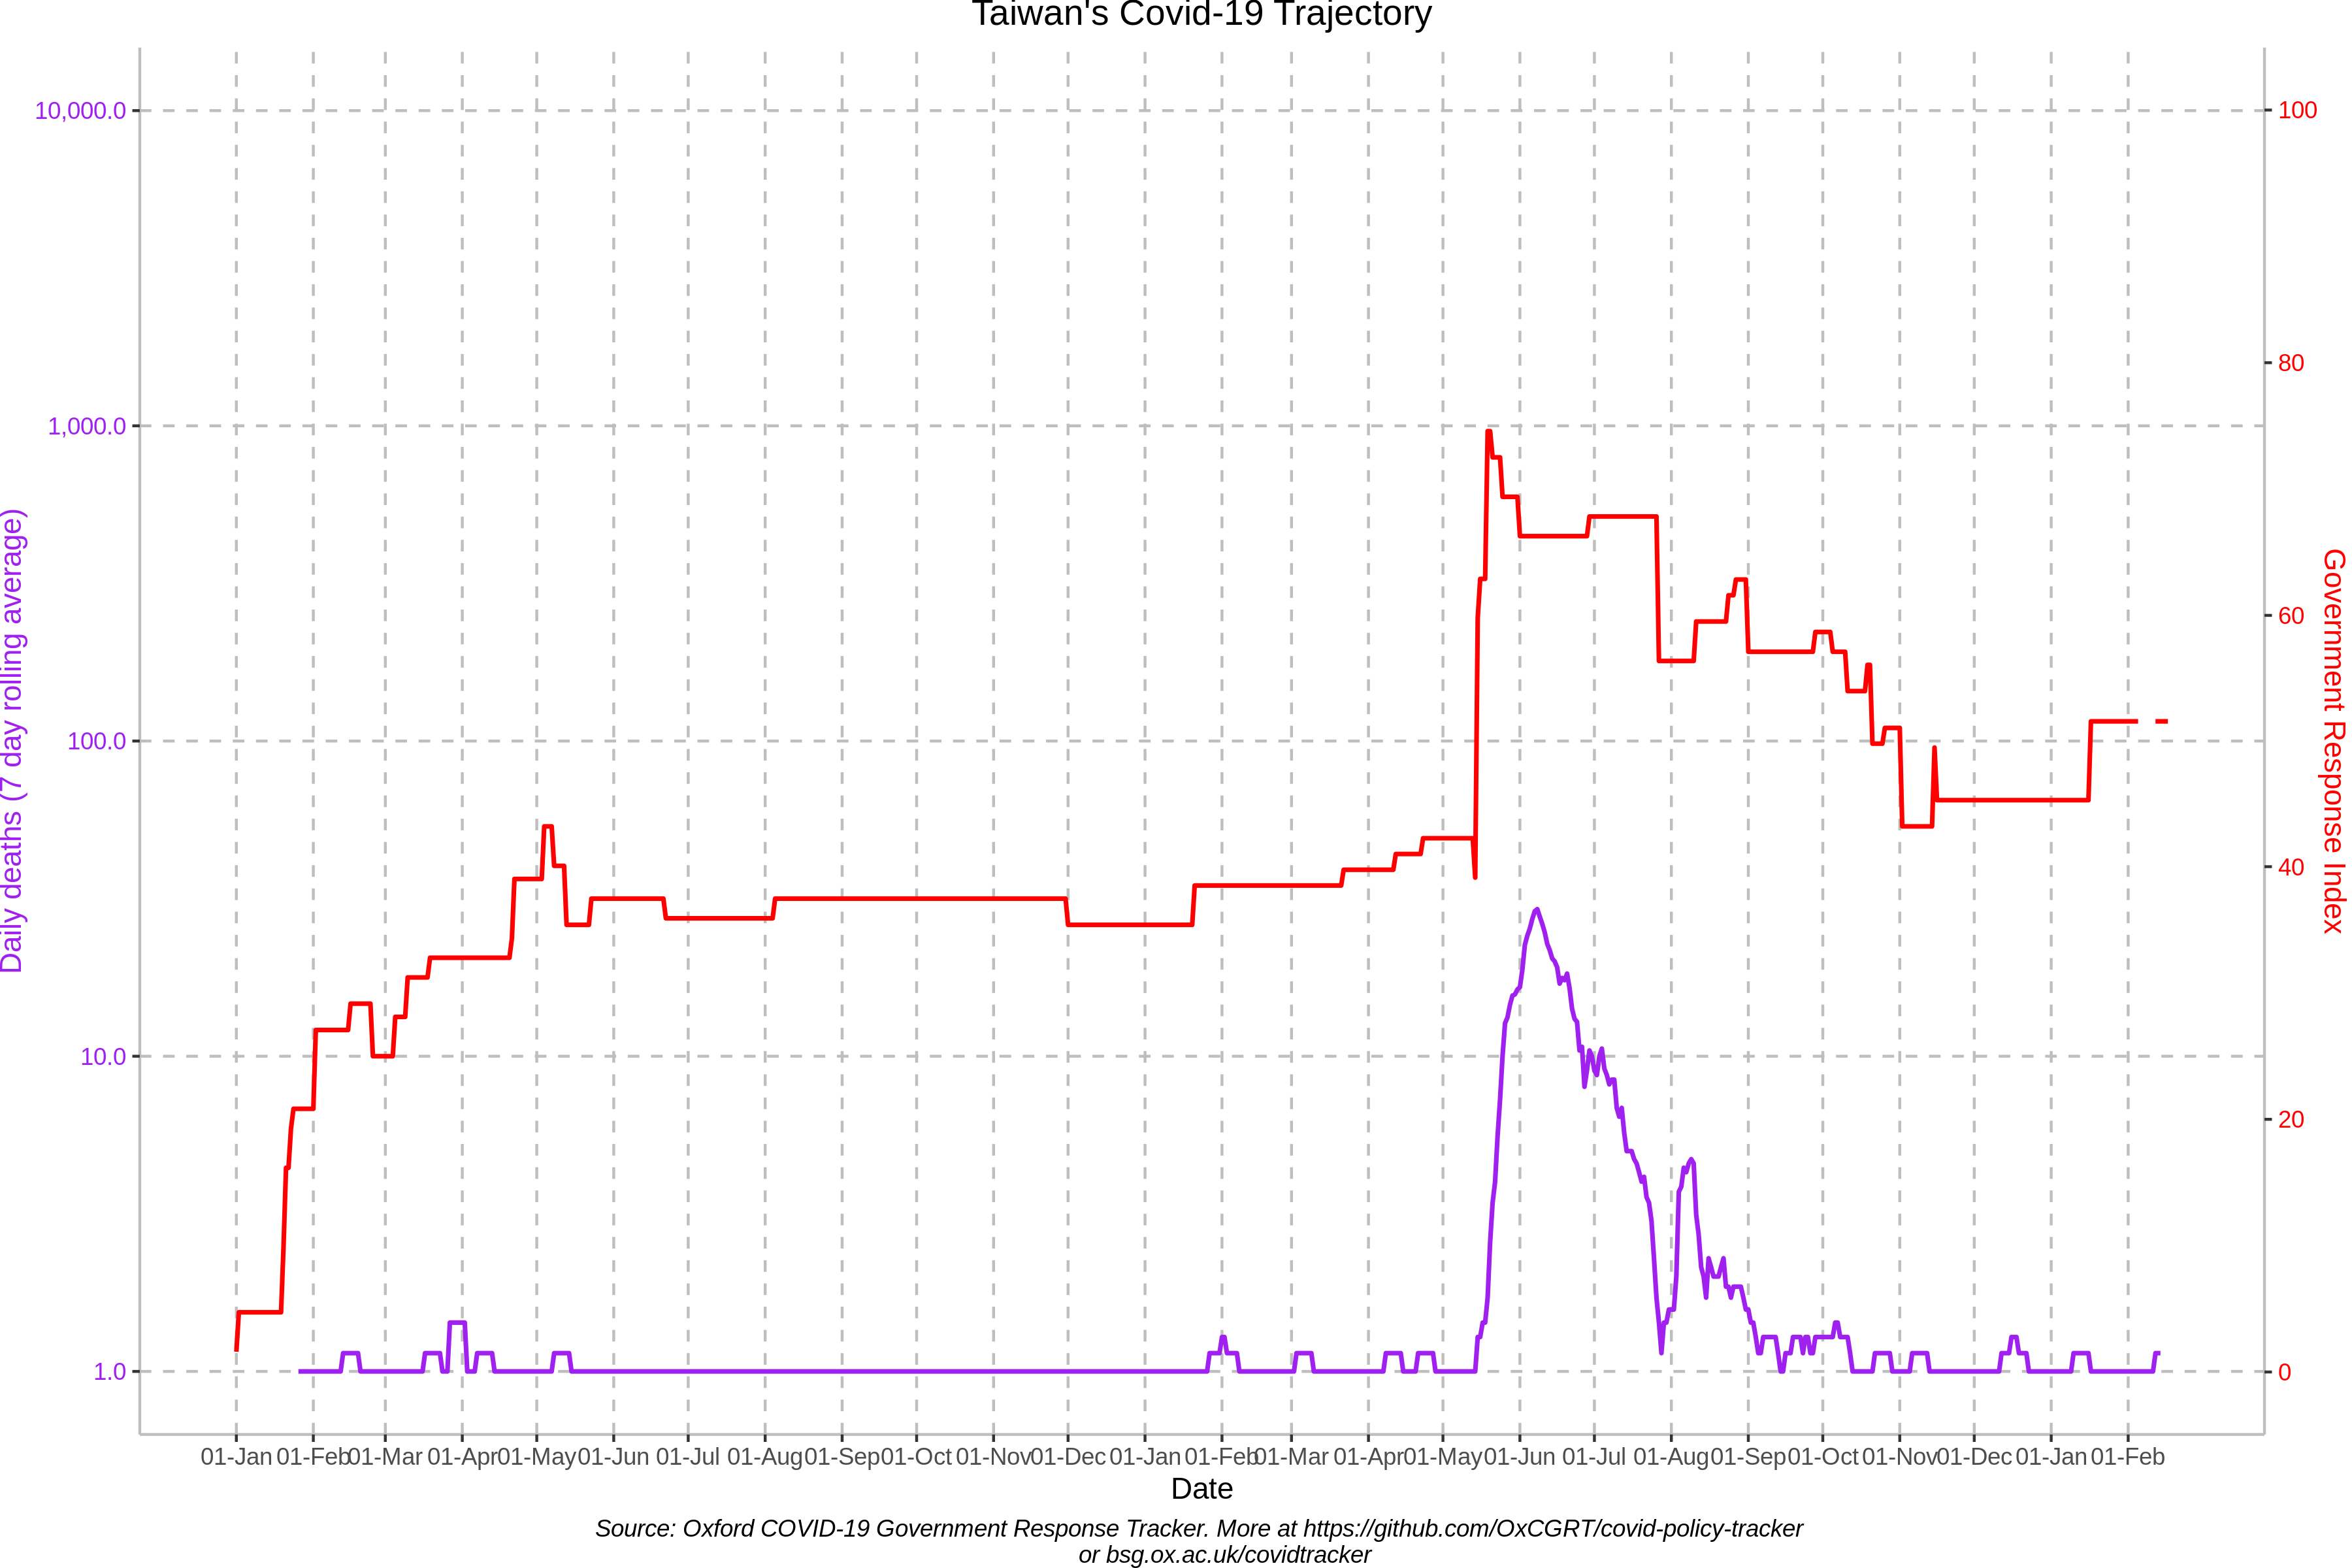 Taiwan's Covid-19 Trajectory
Daily deaths (7 day rolling average)
10,000.0
1,000.0
100.0
10.0
1.0
100
80
60
40
20
0
Government Response Index
01-Jan 01-Feb 01-Mar 01-Apr 01-May 01-Jun 01-Jul 01-Aug 01-Sep 01-Oct 01-Nov 01-Dec 01-Jan 01-Feb 01-Mar 01-Apr 01-May 01-Jun 01-Jul 01-Aug 01-Sep 01-Oct 01-Nov 01-Dec 01-Jan 01-Feb
Date
Source: Oxford COVID-19 Government Response Tracker. More at https://github.com/OxCGRT/covid-policy-tracker
or bsg.ox.ac.uk/covidtracker